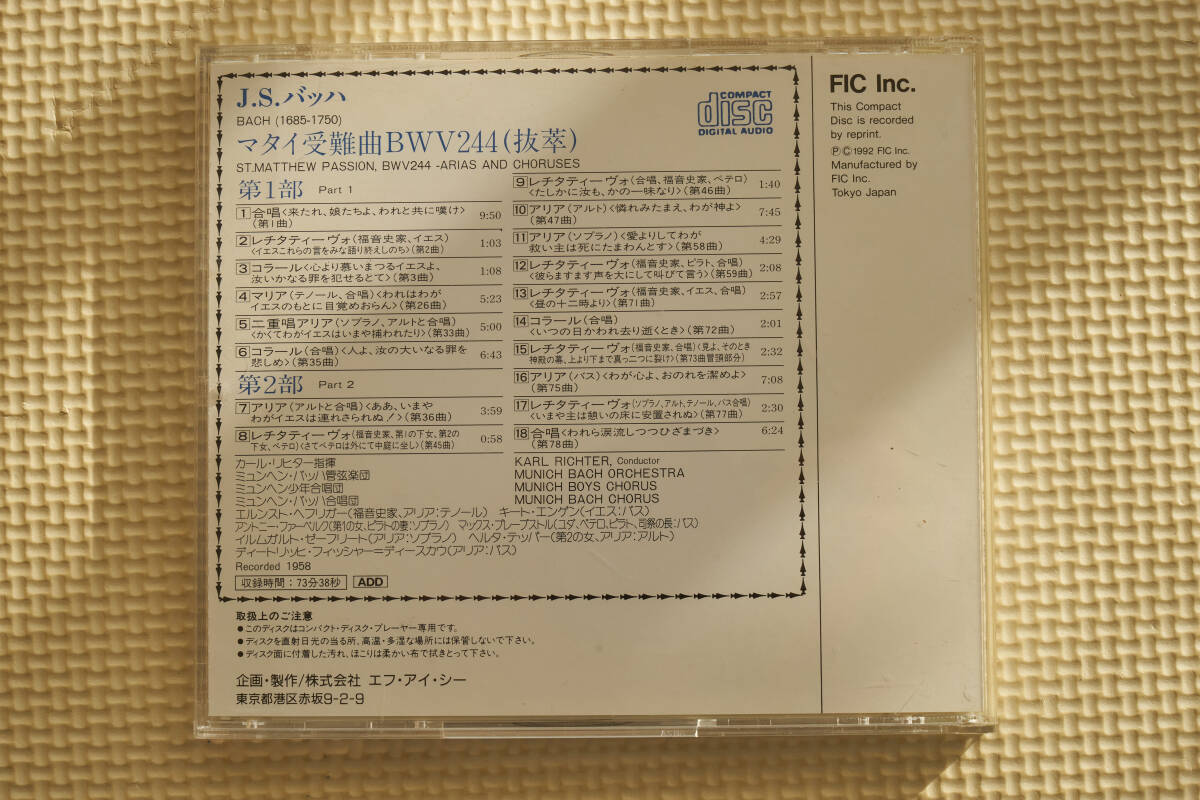 J.S.バッハ
BACH (1685-1750)
マタイ受難曲BWV244(抜萃)
ST.MATTHEW PASSION, BWV244 -ARIAS AND CHORUSES
COMPACT
disc
DIGITAL AUDIO
第1部 Part 1
1 合唱〈来たれ、娘たちよ、われと共に嘆け〉
(第1曲) 9:50
2 レチタティーヴォ(福音史家、イエス)
〈イエスこれらの言をみな語り終えしのち〉(第2曲) 1:03
3 コラール〈心より慕いまつるイエスよ、
汝いかなる罪を犯せるとて〉(第3曲) 1:08
4 マリア(テノール、合唱)〈われはわが
イエスのもとに目覚めおらん〉(第26曲) 5:23
5 二重唱アリア(ソプラノ、アルトと合唱)
〈かくてわがイエスはいまや捕われたり〉(第33曲) 5:00
6 コラール(合唱)〈人よ、汝の大いなる罪を
悲しめ〉(第35曲) 6:43
第2部 Part 2
7 アリア(アルトと合唱)〈ああ、いまや
わがイエスは連れさられぬ!〉(第36曲) 3:59
8 レチタティーヴォ(福音史家、第1の下女、第2の
下女、ペテロ)〈さてペテロは外にて中庭に坐し〉(第45曲) 0:58
9 レチタティーヴォ(合唱、福音史家、ペテロ)
〈たしかに汝も、かの一味なり〉(第46曲) 1:40
10 アリア(アルト)〈憐れみたまえ、わが神よ〉
(第47曲) 7:45
11 アリア(ソプラノ)〈愛よりしてわが
救い主は死にたまわんとす〉(第58曲) 4:29
12 レチタティーヴォ(福音史家、ピラト、合唱)
〈彼らますます声を大にして叫びて言う〉(第59曲) 2:08
13 レチタティーヴォ(福音史家、イエス、合唱)
〈昼の十二時より〉(第71曲) 2:57
14 コラール(合唱)
〈いつの日かわれ去り逝くとき〉(第72曲) 2:01
15 レチタティーヴォ(福音史家、合唱)〈見よ、そのとき
神殿の幕、上より下まで真っ二つに裂け〉(第73曲冒頭部分) 2:32
16 アリア(バス)〈わが心よ、おのれを潔めよ〉
(第75曲) 7:08
17 レチタティーヴォ(ソプラノ、アルト、テノール、バス合唱)
〈いまや主は憩いの床に安置されぬ〉(第77曲) 2:30
18 合唱〈われら涙流しつつひざまづき〉
(第78曲) 6:24
カール・リヒター指揮
ミュンヘン・バッハ管弦楽団
ミュンヘン少年合唱団
ミュンヘン・バッハ合唱団
KARL RICHTER, Conductor
MUNICH BACH ORCHESTRA
MUNICH BOYS CHORUS
MUNICH BACH CHORUS
エルンスト・ヘフリガー(福音史家、アリア:テノール) キート・エンゲン(イエス:バス)
アントニー・ファーベルク(第1の女、ピラトの妻:ソプラノ) マックス・プレープストル(ユダ、ペテロ、ピラト、司祭の長:バス)
イルムガルト・ゼーフリート(アリア:ソプラノ) ヘルタ・テッパー(第2の女、アリア:アルト)
ディートリッヒ・フィッシャー=ディースカウ(アリア:バス)
Recorded 1958
収録時間:73分38秒 ADD
取扱上のご注意
●このディスクはコンパクト・ディスク・プレーヤー専用です。
●ディスクを直射日光の当る所、高温・多湿な場所には保管しないで下さい。
●ディスク面に付着した汚れ、ほこりは柔かい布で拭きとって下さい。
企画・製作/株式会社 エフ・アイ・シー
東京都港区赤坂9-2-9
FIC Inc.
This Compact
Disc is recorded
by reprint.
Ⓟ©1992 FIC Inc.
Manufactured by
FIC Inc.
Tokyo Japan